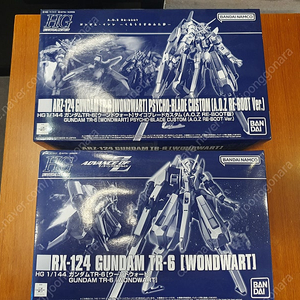 HG
A.O.Z RE-BOOT
BANDAI NAMCO
ARZ-124 GUNDAM TR-6 [WONDWART] PSYCHO-BLADE CUSTOM (A.O.Z RE-BOOT Ver.)
HG 1/144 ガンダムTR-6[ウーンドウォート]サイコブレードカスタム(A.O.Z RE-BOOT版)
GUNDAM TR-6 [WONDWART] PSYCHO-BLADE CUSTOM (A.O.Z RE-BOOT Ver.)
BAN
DAI
ADVANCE OF Z
BANDAI NAMCO
RX-124 GUNDAM TR-6 [WONDWART]
HG 1/144 ガンダムTR-6[ウーンドウォート]
GUNDAM TR-6 [WONDWART]
BAN
DAI